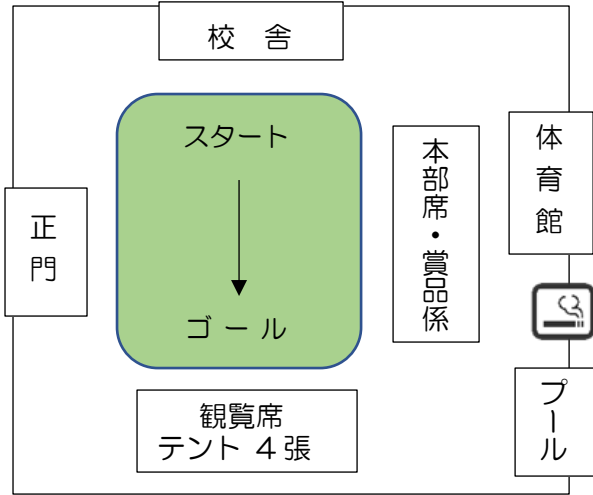 校 舎
スタート
ゴ ー ル
正門
本部席・賞品係
体育館
プール
観覧席
テント 4張